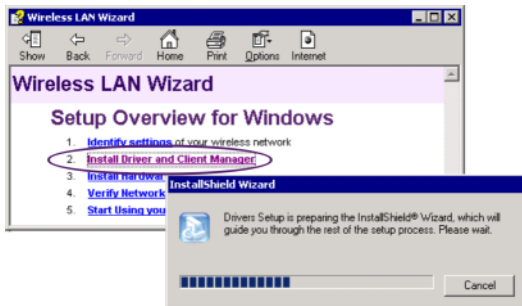 Wireless LAN Wizard
Show Back Forward Home Print Options Internet
Wireless LAN Wizard
Setup Overview for Windows
1. Identify settings of your wireless network
2. Install Driver and Client Manager
3. Install Hardwar
4. Verify Network
5. Start Using you
InstallShield Wizard
Drivers Setup is preparing the InstallShield® Wizard, which will
guide you through the rest of the setup process. Please wait.
Cancel